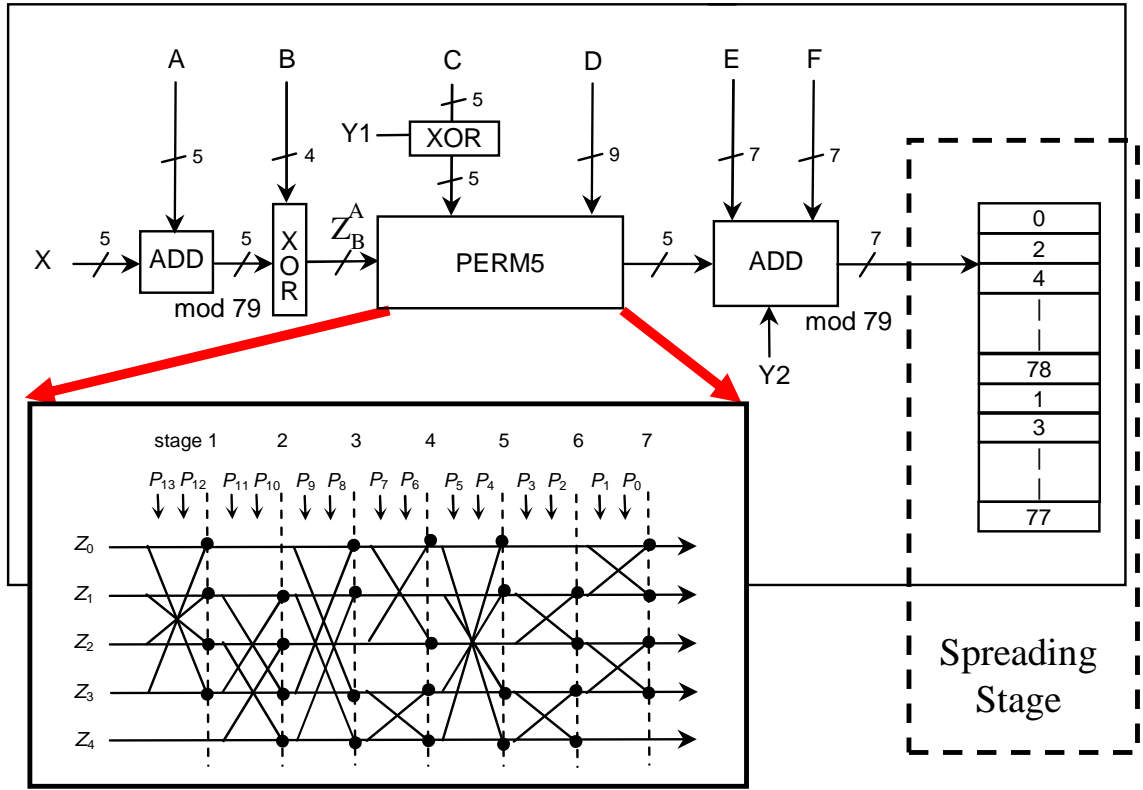 A B C D E F
5
Y1 XOR
5 4 5 9 7 7
X 5 ADD 5 XOR Z_B^A PERM5 5 ADD 7
mod 79 mod 79
Y2
0
2
4
78
1
3
77
stage 1 2 3 4 5 6 7
P13 P12 P11 P10 P9 P8 P7 P6 P5 P4 P3 P2 P1 P0
Z0
Z1
Z2
Z3
Z4
Spreading
Stage